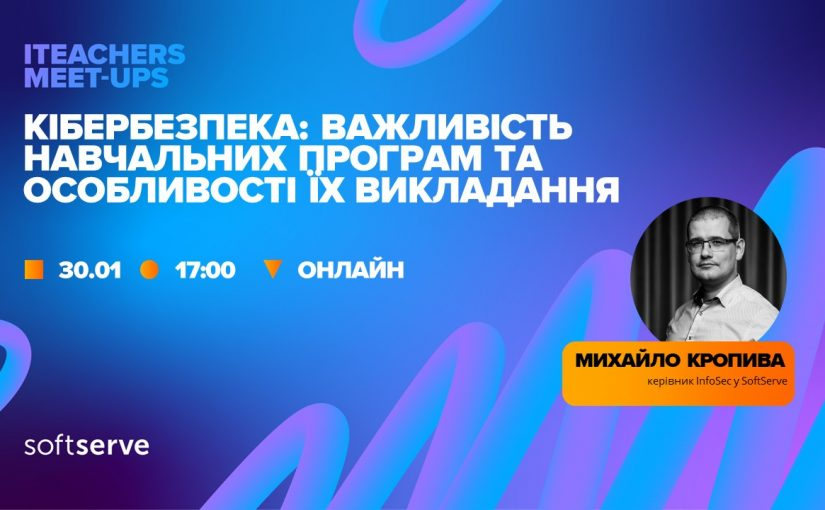 ITEACHERS
MEET-UPS
КІБЕРБЕЗПЕКА: ВАЖЛИВІСТЬ
НАВЧАЛЬНИХ ПРОГРАМ ТА
ОСОБЛИВОСТІ ЇХ ВИКЛАДАННЯ
30.01 17:00 ОНЛАЙН
МИХАЙЛО КРОПИВА
керівник InfoSec у SoftServe
softserve